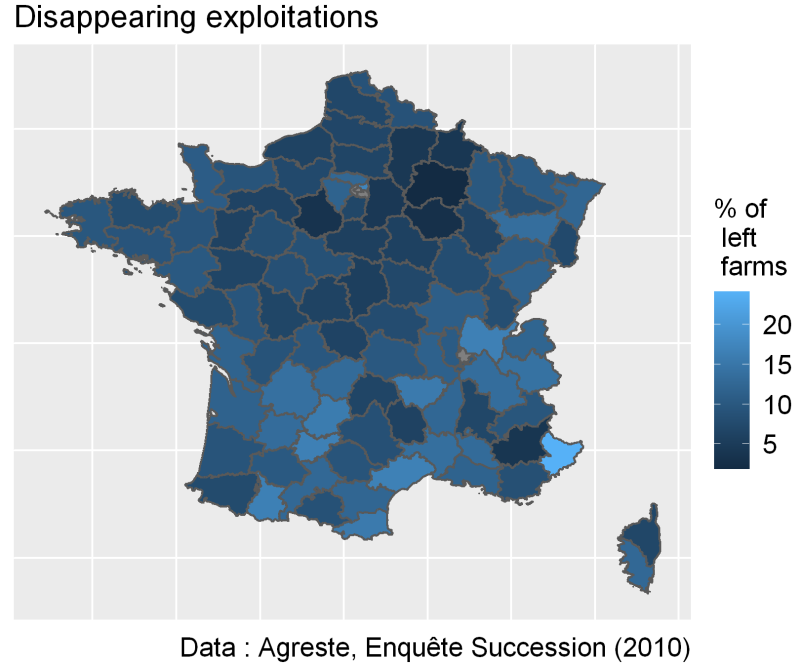 Disappearing exploitations
% of
left
farms
20
15
10
5
Data : Agreste, Enquête Succession (2010)